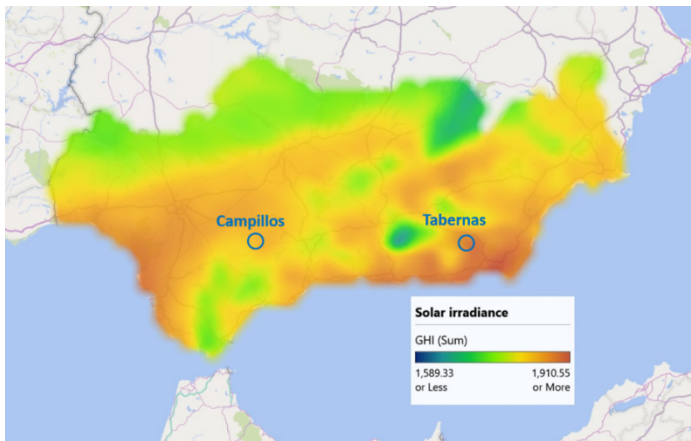 Campillos
Tabernas
Solar irradiance
GHI (Sum)
1,589.33
1,910.55
or Less
or More